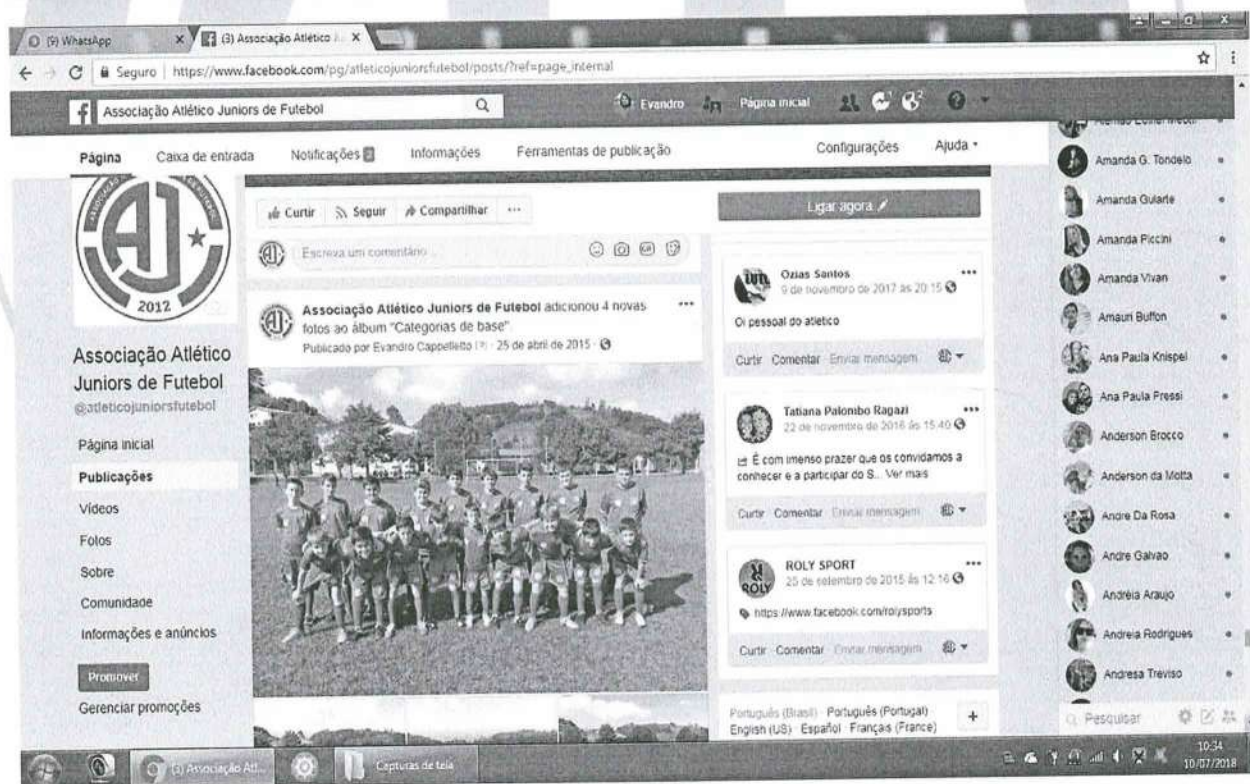 (9) WhatsApp
(3) Associação Atlético
Seguro | https://www.facebook.com/pg/atleticojuniorsfutebol/posts/?ref=page_internal
Associação Atlético Juniors de Futebol
Evandro
Página inicial
2
2
Página
Caixa de entrada
Notificações
Informações
Ferramentas de publicação
Configurações
Ajuda
AJ
2012
Associação Atlético
Juniors de Futebol
@atleticojuniorsfutebol
Página inicial
Publicações
Vídeos
Fotos
Sobre
Comunidade
Informações e anúncios
Promover
Gerenciar promoções
Curtir
Seguir
Compartilhar
Escreva um comentário...
GIF
Associação Atlético Juniors de Futebol adicionou 4 novas
fotos ao álbum "Categorias de base".
Publicado por Evandro Cappelletto [?] · 25 de abril de 2015 ·
Ligar agora
Ozias Santos
9 de novembro de 2017 às 20:15
Oi pessoal do atletico
Curtir · Comentar · Enviar mensagem
Tatiana Palombo Ragazi
22 de novembro de 2016 às 15:40
É com imenso prazer que os convidamos a
conhecer e a participar do S... Ver mais
Curtir · Comentar · Enviar mensagem
ROLY
ROLY SPORT
25 de setembro de 2015 às 12:16
https://www.facebook.com/rolysports
Curtir · Comentar · Enviar mensagem
Português (Brasil) · Português (Portugal) ·
English (US) · Español · Français (France)
Amanda G. Tondelo
Amanda Gularte
Amanda Piccini
Amanda Vivan
Amauri Buffon
Ana Paula Knispel
Ana Paula Pressi
Anderson Brocco
Anderson da Motta
Andre Da Rosa
Andre Galvao
Andréia Araujo
Andreia Rodrigues
Andresa Treviso
Pesquisar
(3) Associação Atl...
Capturas de tela
10:34
10/07/2018